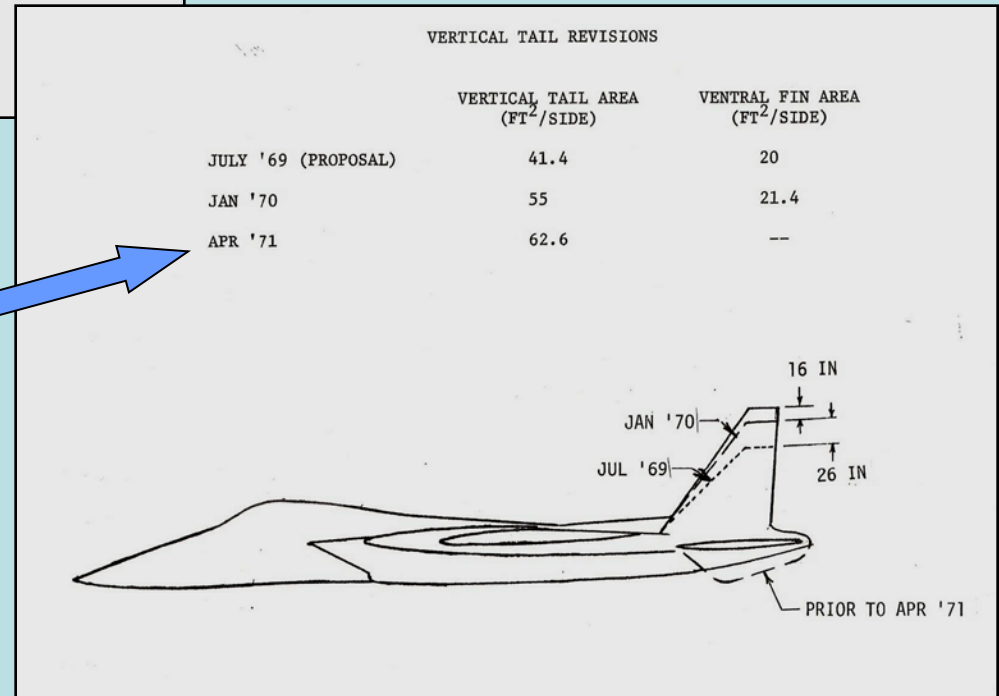 VERTICAL TAIL REVISIONS
VERTICAL TAIL AREA
(FT²/SIDE)
VENTRAL FIN AREA
(FT²/SIDE)
JULY '69 (PROPOSAL) 41.4 20
JAN '70 55 21.4
APR '71 62.6 --
16 IN
JAN '70
JUL '69
26 IN
PRIOR TO APR '71